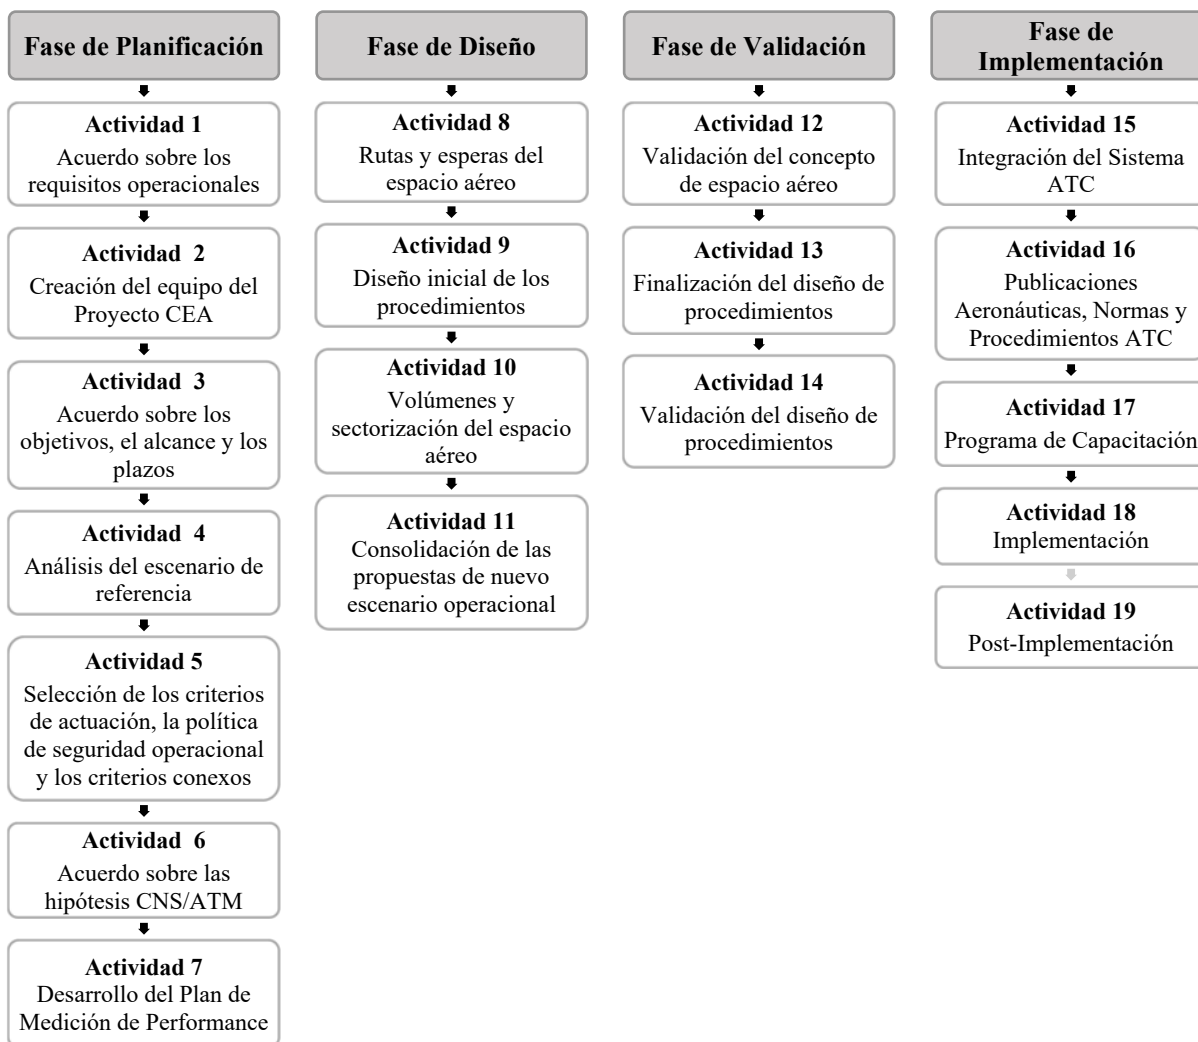 Fase de Planificación
Actividad 1
Acuerdo sobre los
requisitos operacionales
Actividad 2
Creación del equipo del
Proyecto CEA
Actividad 3
Acuerdo sobre los
objetivos, el alcance y los
plazos
Actividad 4
Análisis del escenario de
referencia
Actividad 5
Selección de los criterios
de actuación, la política
de seguridad operacional
y los criterios conexos
Actividad 6
Acuerdo sobre las
hipótesis CNS/ATM
Actividad 7
Desarrollo del Plan de
Medición de Performance
Fase de Diseño
Actividad 8
Rutas y esperas del
espacio aéreo
Actividad 9
Diseño inicial de los
procedimientos
Actividad 10
Volúmenes y
sectorización del espacio
aéreo
Actividad 11
Consolidación de las
propuestas de nuevo
escenario operacional
Fase de Validación
Actividad 12
Validación del concepto
de espacio aéreo
Actividad 13
Finalización del diseño de
procedimientos
Actividad 14
Validación del diseño de
procedimientos
Fase de
Implementación
Actividad 15
Integración del Sistema
ATC
Actividad 16
Publicaciones
Aeronáuticas, Normas y
Procedimientos ATC
Actividad 17
Programa de Capacitación
Actividad 18
Implementación
Actividad 19
Post-Implementación